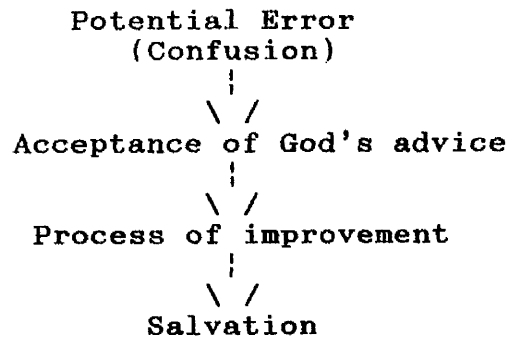 Potential Error
(Confusion)
Acceptance of God's advice
Process of improvement
Salvation